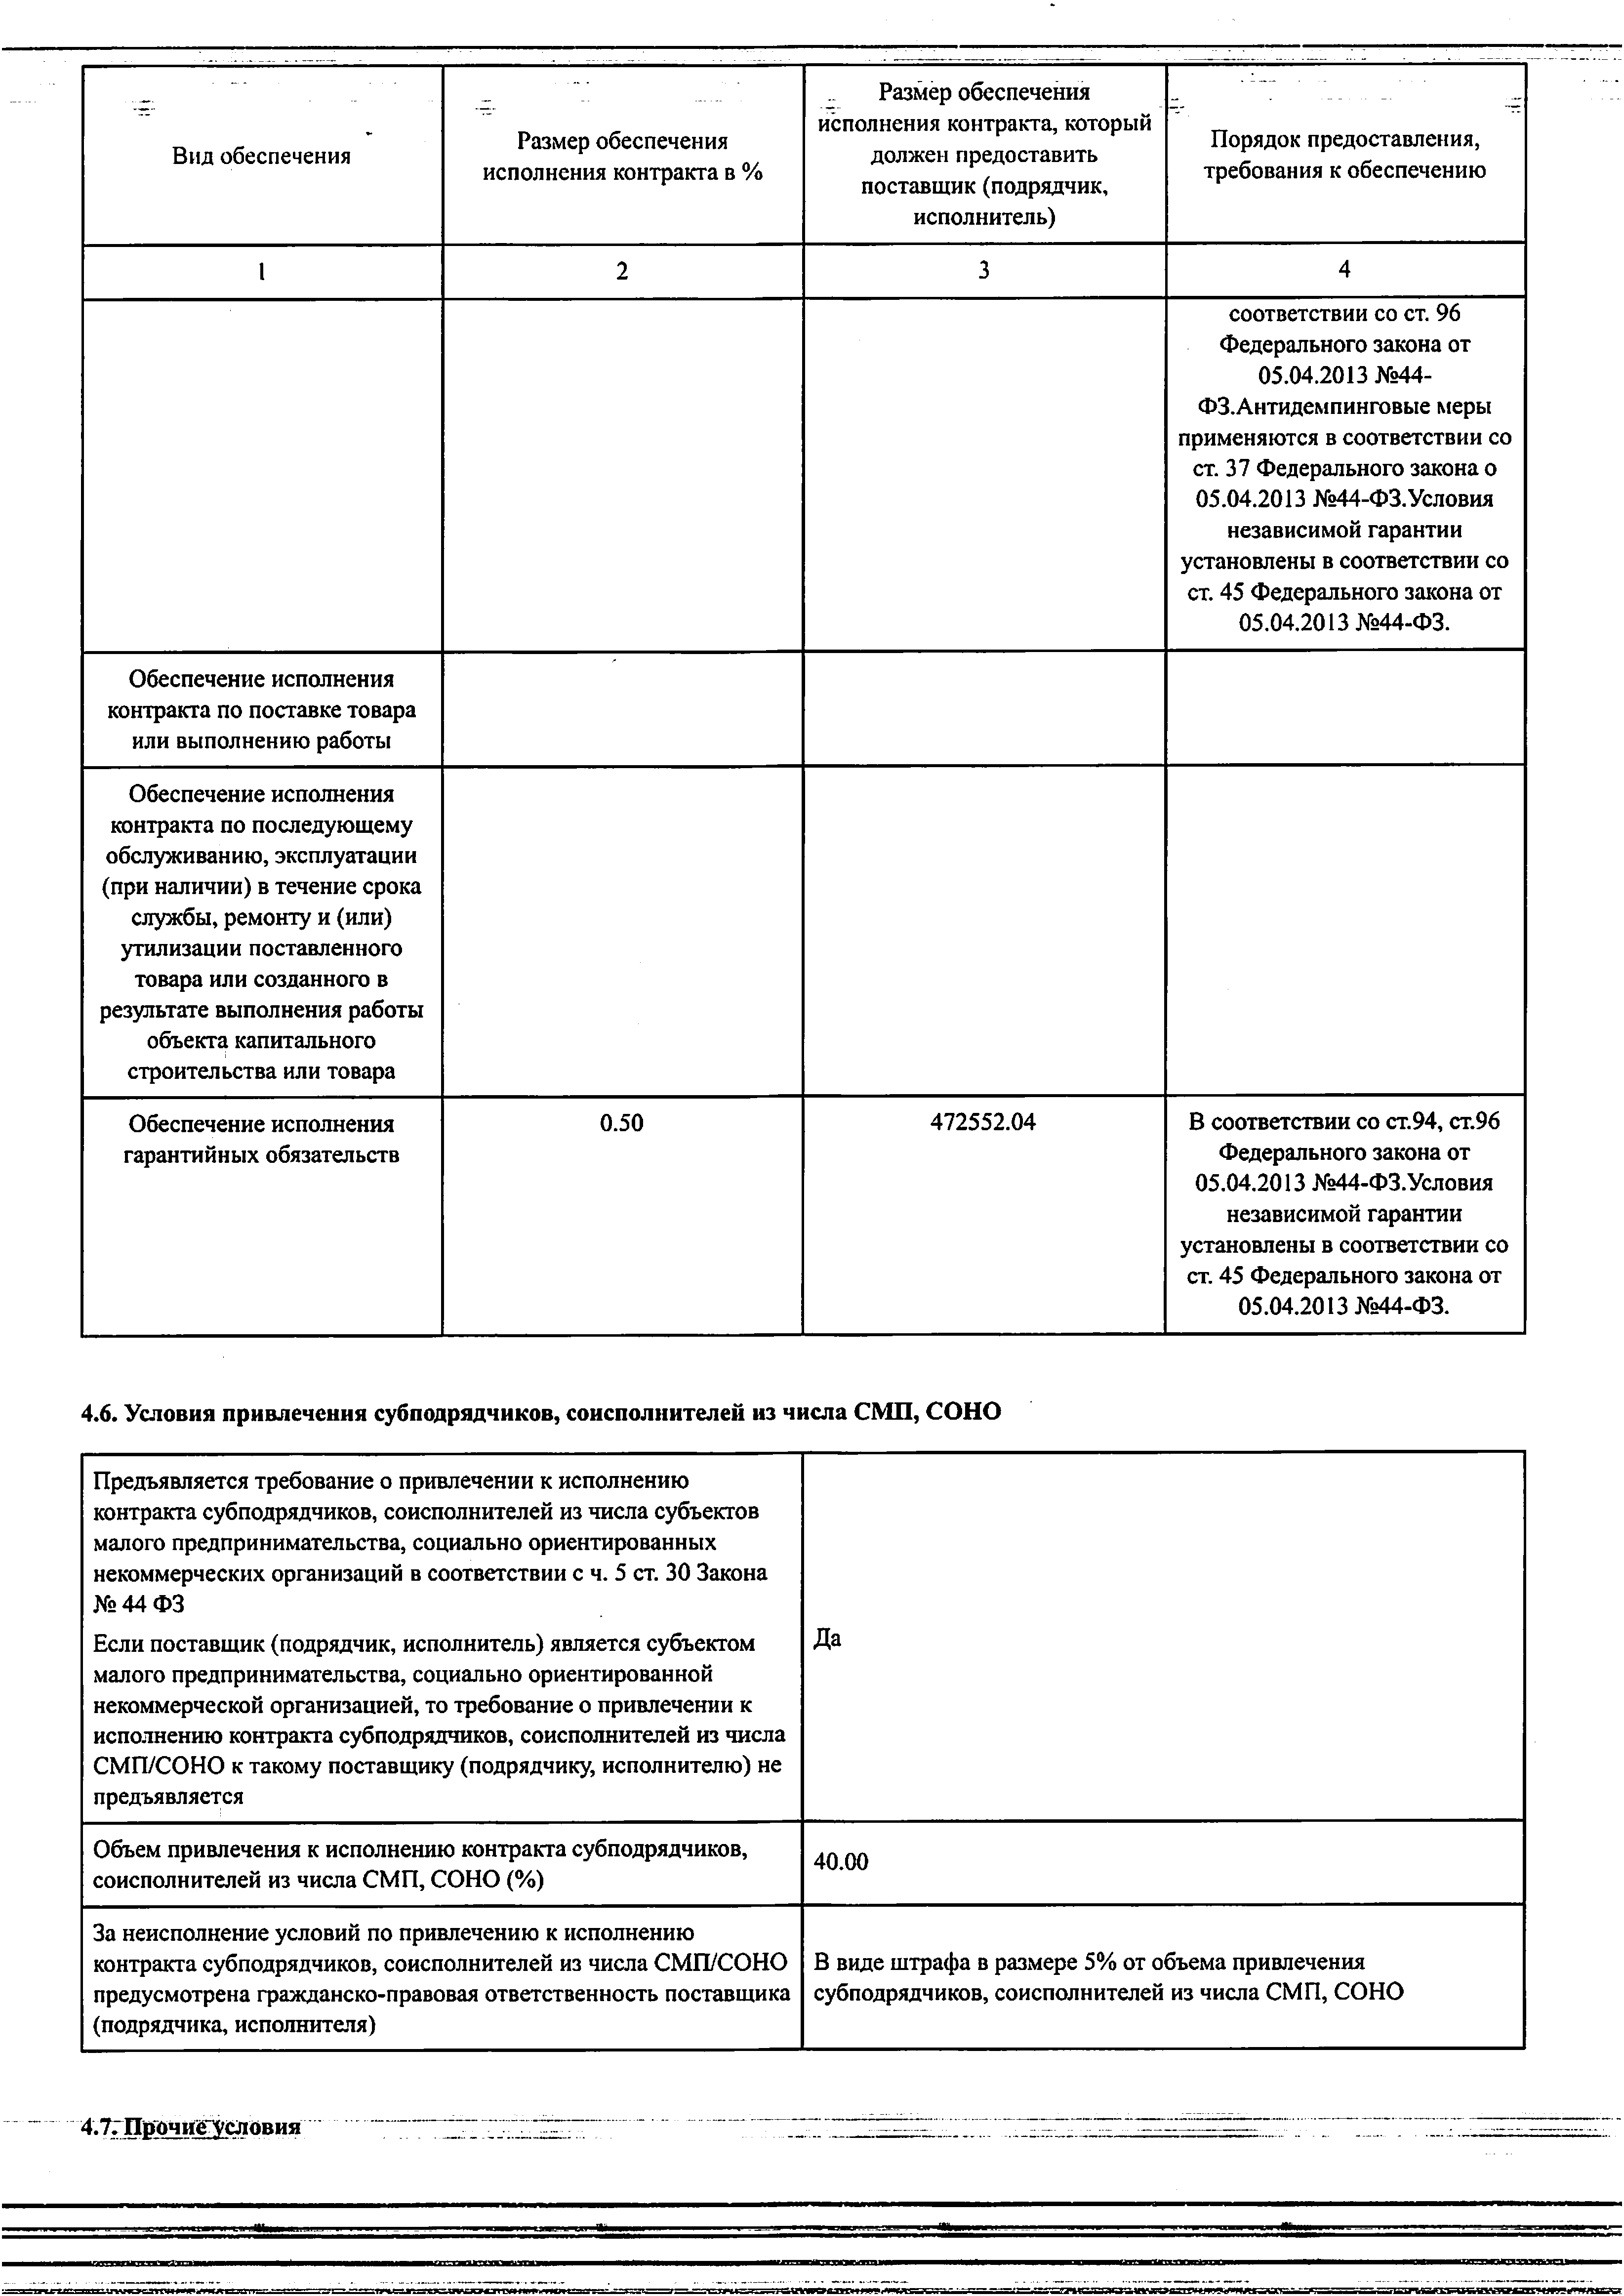 Вид обеспечения
Размер обеспечения
исполнения контракта в %
Размер обеспечения
исполнения контракта, который
должен предоставить
поставщик (подрядчик,
исполнитель)
Порядок предоставления,
требования к обеспечению
1
2
3
4
соответствии со ст. 96
Федерального закона от
05.04.2013 №44-
ФЗ.Антидемпинговые меры
применяются в соответствии со
ст. 37 Федерального закона о
05.04.2013 №44-ФЗ.Условия
независимой гарантии
установлены в соответствии со
ст. 45 Федерального закона от
05.04.2013 №44-ФЗ.
Обеспечение исполнения
контракта по поставке товара
или выполнению работы
Обеспечение исполнения
контракта по последующему
обслуживанию, эксплуатации
(при наличии) в течение срока
службы, ремонту и (или)
утилизации поставленного
товара или созданного в
результате выполнения работы
объекта капитального
строительства или товара
Обеспечение исполнения
гарантийных обязательств
0.50
472552.04
В соответствии со ст.94, ст.96
Федерального закона от
05.04.2013 №44-ФЗ.Условия
независимой гарантии
установлены в соответствии со
ст. 45 Федерального закона от
05.04.2013 №44-ФЗ.
4.6. Условия привлечения субподрядчиков, соисполнителей из числа СМП, СОНО
Предъявляется требование о привлечении к исполнению
контракта субподрядчиков, соисполнителей из числа субъектов
малого предпринимательства, социально ориентированных
некоммерческих организаций в соответствии с ч. 5 ст. 30 Закона
№ 44 ФЗ
Если поставщик (подрядчик, исполнитель) является субъектом
малого предпринимательства, социально ориентированной
некоммерческой организацией, то требование о привлечении к
исполнению контракта субподрядчиков, соисполнителей из числа
СМП/СОНО к такому поставщику (подрядчику, исполнителю) не
предъявляется
Да
Объем привлечения к исполнению контракта субподрядчиков,
соисполнителей из числа СМП, СОНО (%)
40.00
За неисполнение условий по привлечению к исполнению
контракта субподрядчиков, соисполнителей из числа СМП/СОНО
предусмотрена гражданско-правовая ответственность поставщика
(подрядчика, исполнителя)
В виде штрафа в размере 5% от объема привлечения
субподрядчиков, соисполнителей из числа СМП, СОНО
4.7. Прочие условия